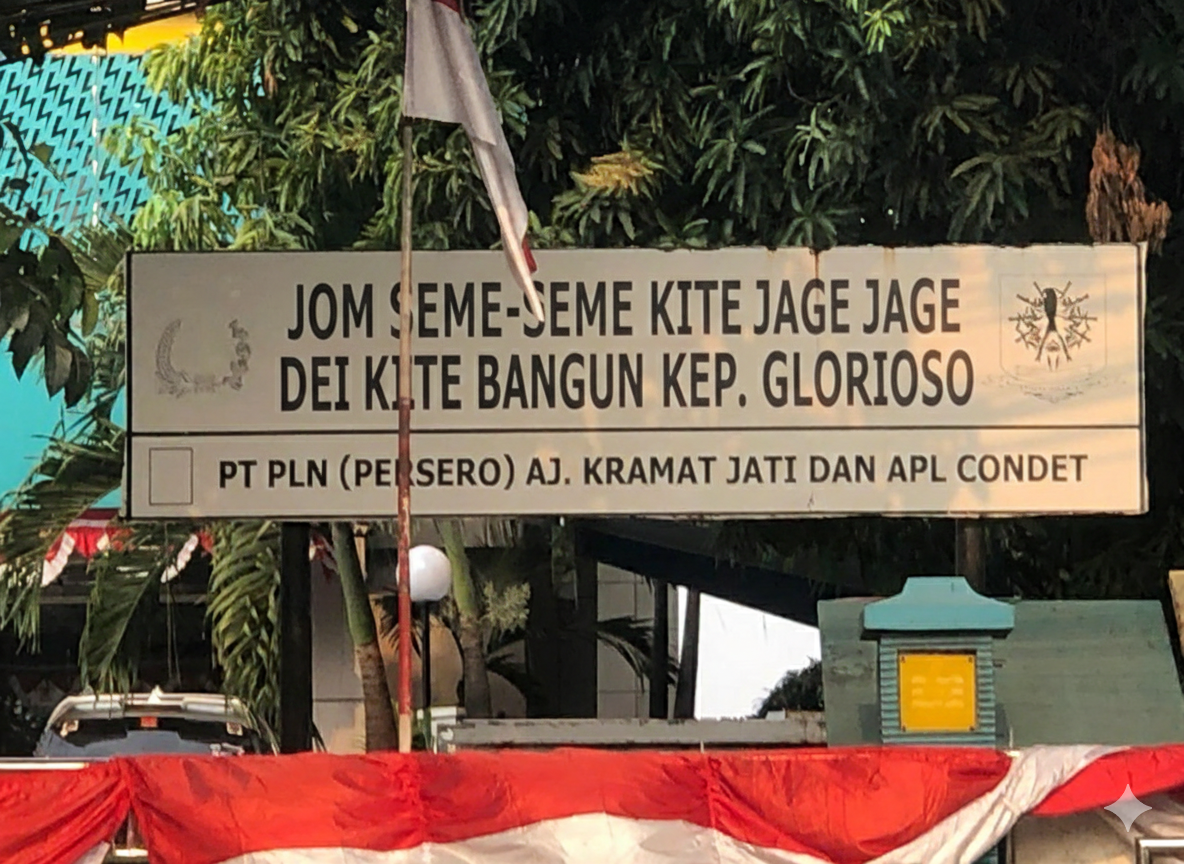 JOM SEME-SEME KITE JAGE JAGE
DEI KITE BANGUN KEP. GLORIOSO
PT PLN (PERSERO) AJ. KRAMAT JATI DAN APL CONDET